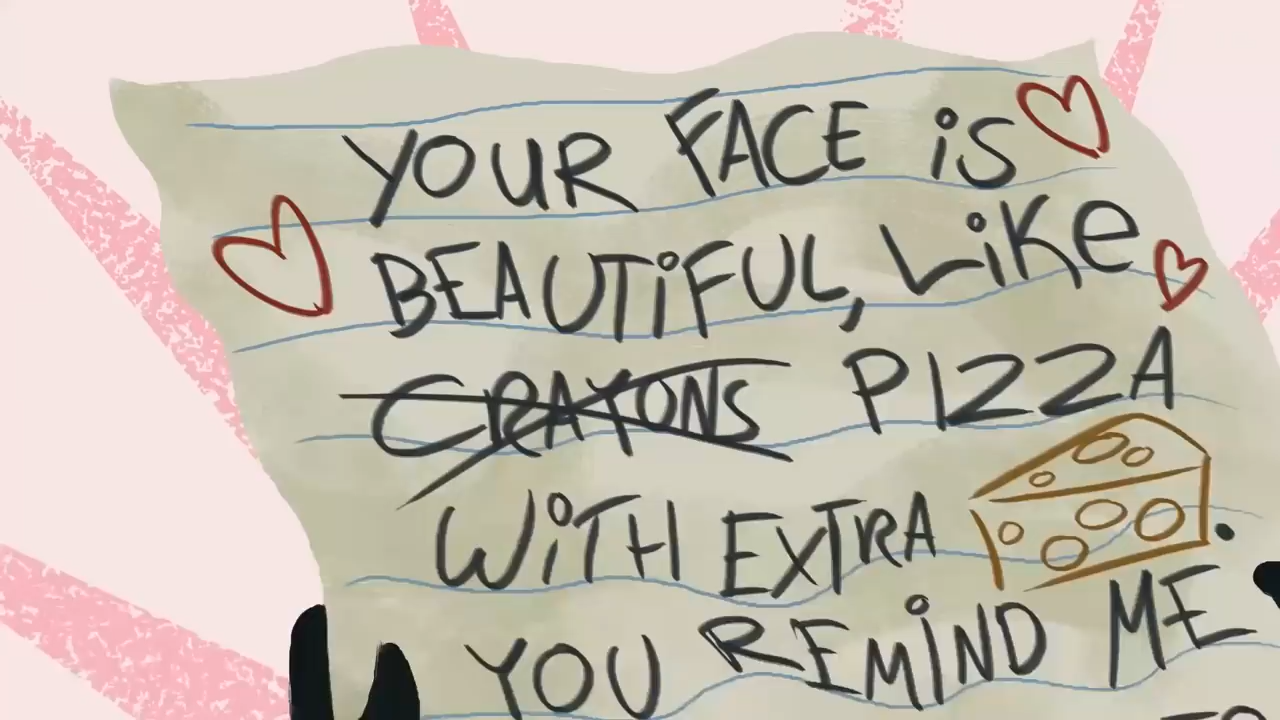 YOUR FACE iS
BEAUTiFUL, LiKe
CRAYONS PIZZA
WiTH EXTRA .
YOU REMiND ME